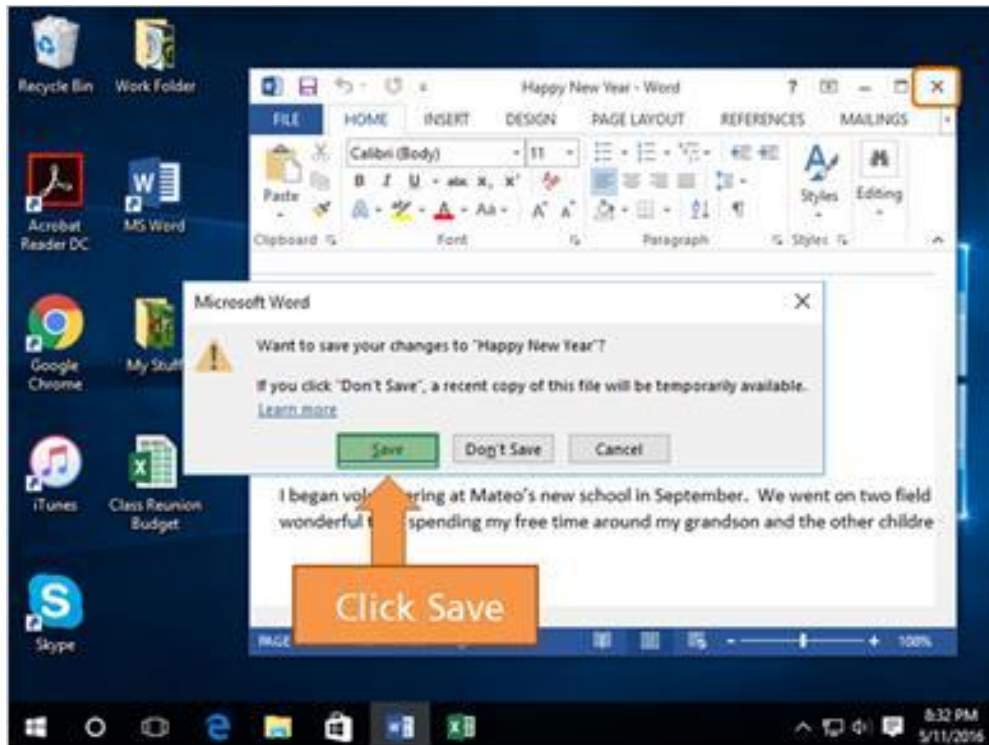 Recycle Bin
Work Folder
Acrobat
Reader DC
MS Word
Google
Chrome
My Stuff
iTunes
Class Reunion
Budget
Skype
Happy New Year - Word
?
FILE
HOME
INSERT
DESIGN
PAGE LAYOUT
REFERENCES
MAILINGS
Paste
Calibri (Body)
11
B I U abc X, X'
A A Aa A A
Styles
Editing
Clipboard
Font
Paragraph
Styles
Microsoft Word
Want to save your changes to "Happy New Year"?
If you click "Don't Save", a recent copy of this file will be temporarily available.
Learn more
Save
Don't Save
Cancel
I began ring at Mateo's new school in September. We went on two field
wonderful spending my free time around my grandson and the other childre
Click Save
PAGE
100%
8:32 PM
5/11/2016